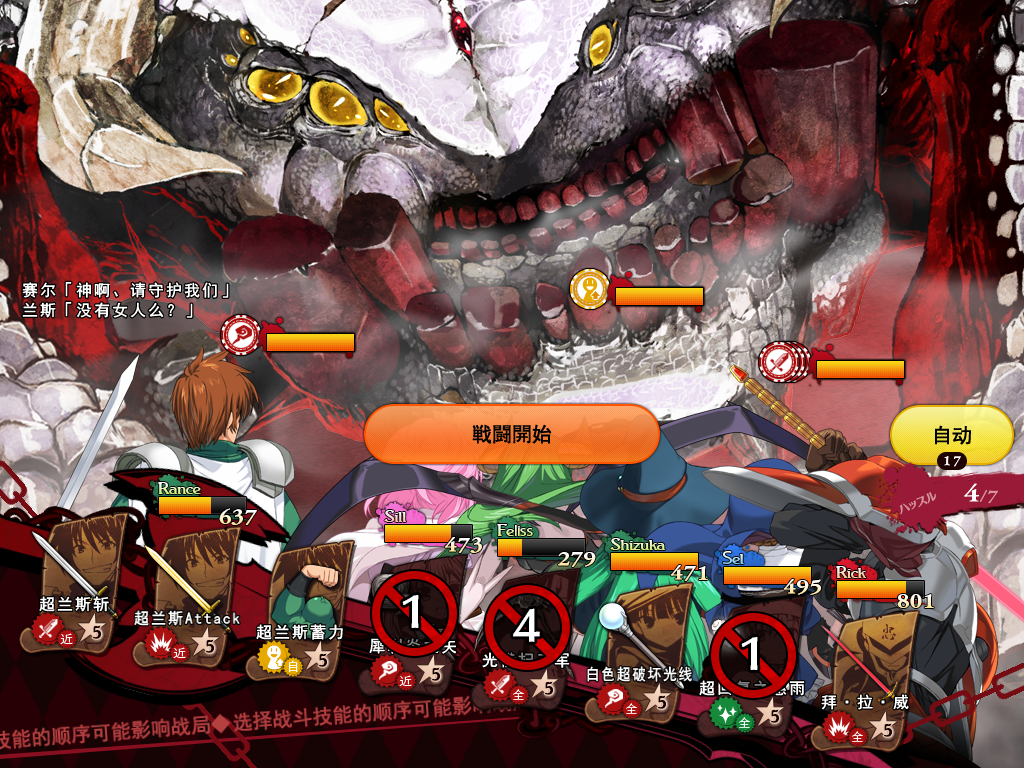 赛尔「神啊、请守护我们」
兰斯「没有女人么？」
戦闘開始
自动
17
ハッスル 4/7
Rance
637
Sill
473
Feliss
279
Shizuka
471
Sel
495
Rick
801
1
4
1
忍
超兰斯斩
近 5
超兰斯Attack
近 5
超兰斯蓄力
自 5
近 5
全 5
白色超破坏光线
全 5
全 5
拜·拉·威
全 5
技能的顺序可能影响战局◆选择战斗技能的顺序可能影响